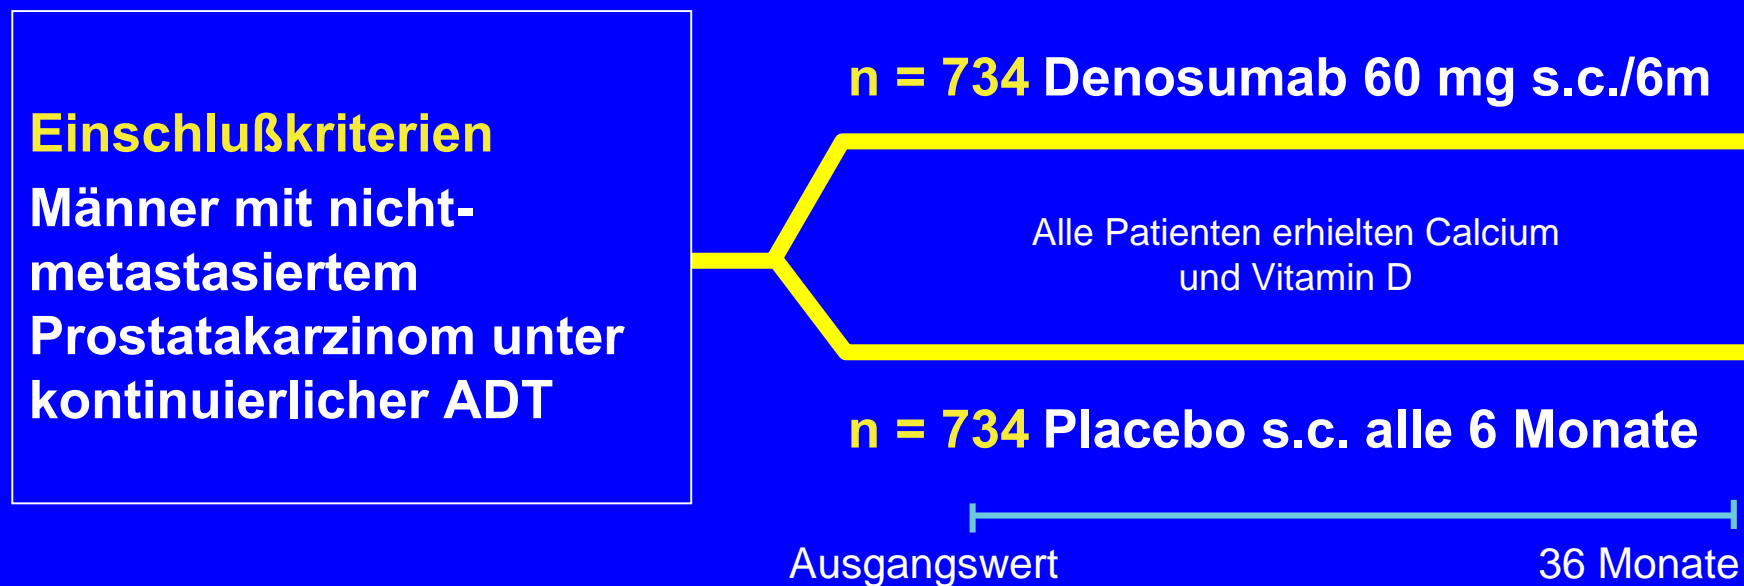 Einschlußkriterien
Männer mit nicht-
metastasiertem
Prostatakarzinom unter
kontinuierlicher ADT
n = 734 Denosumab 60 mg s.c./6m
Alle Patienten erhielten Calcium
und Vitamin D
n = 734 Placebo s.c. alle 6 Monate
Ausgangswert
36 Monate